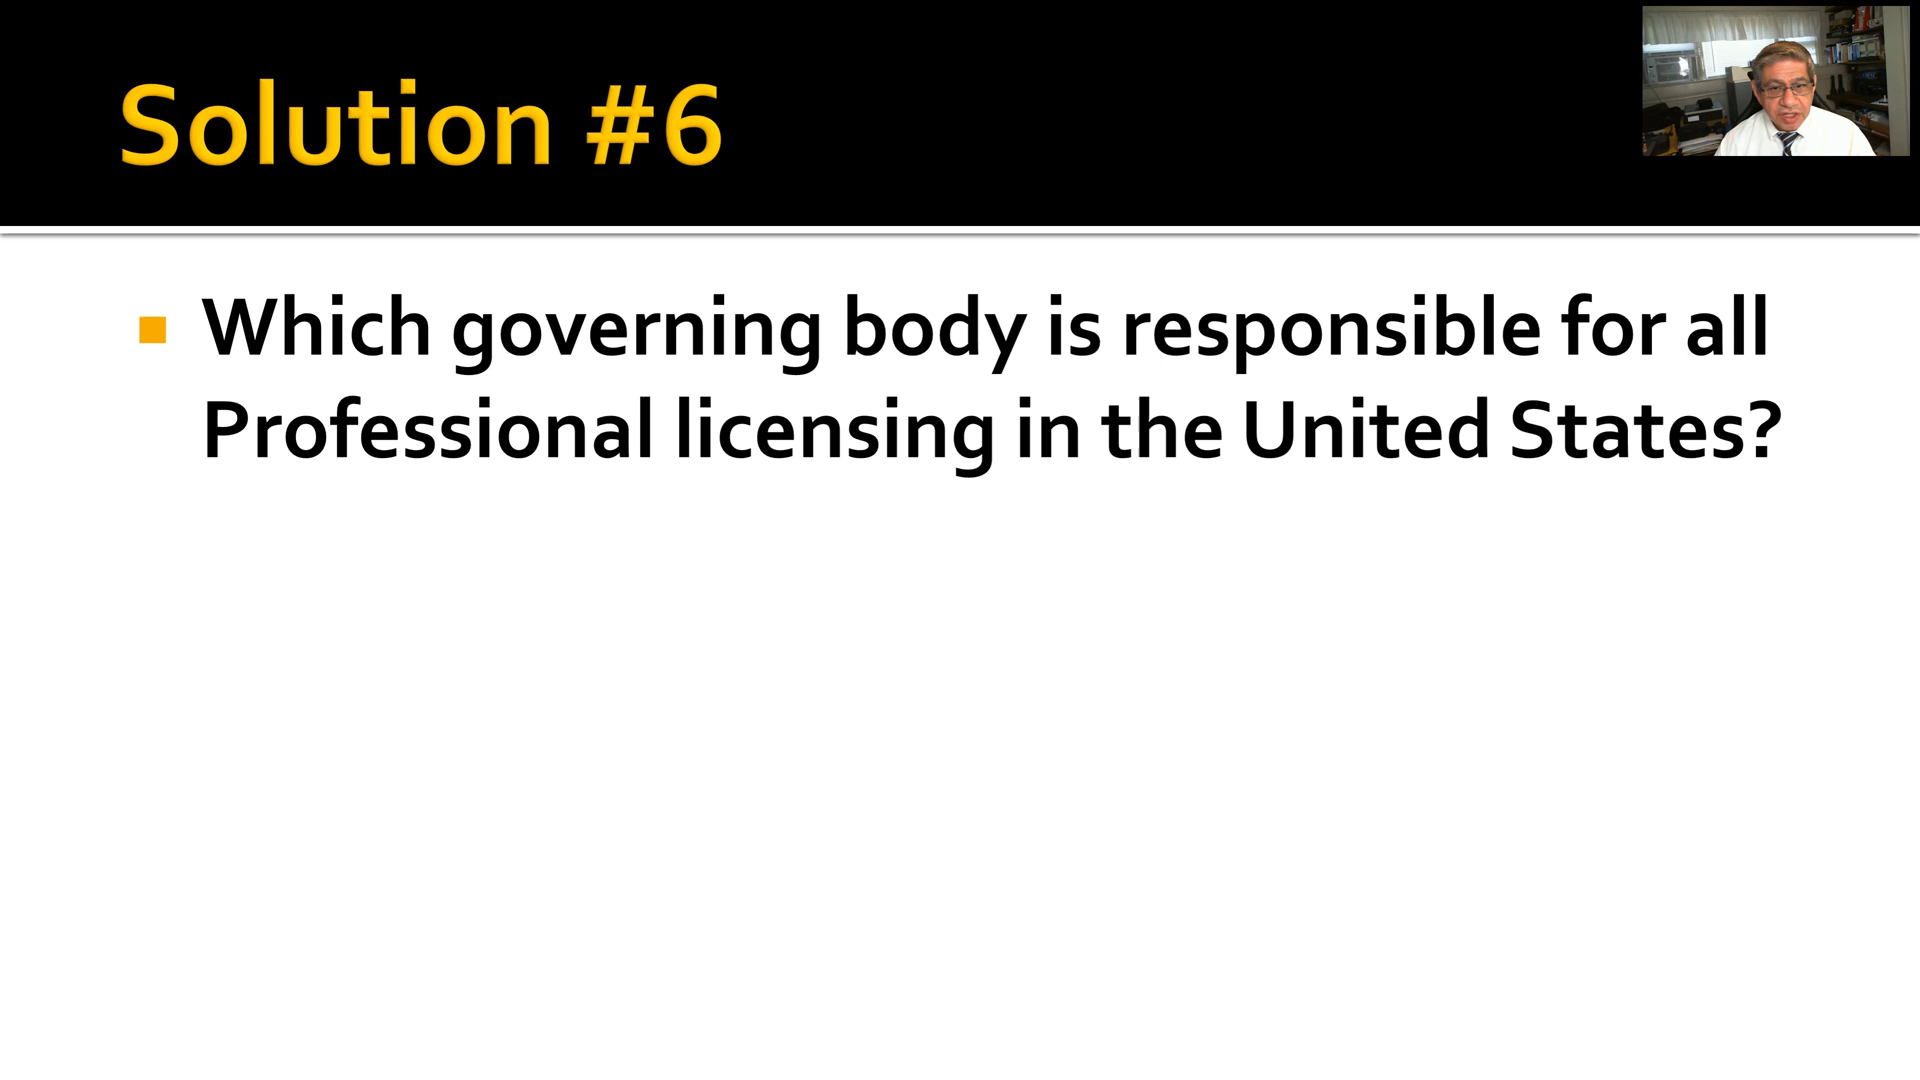 Solution #6
Which governing body is responsible for all
Professional licensing in the United States?